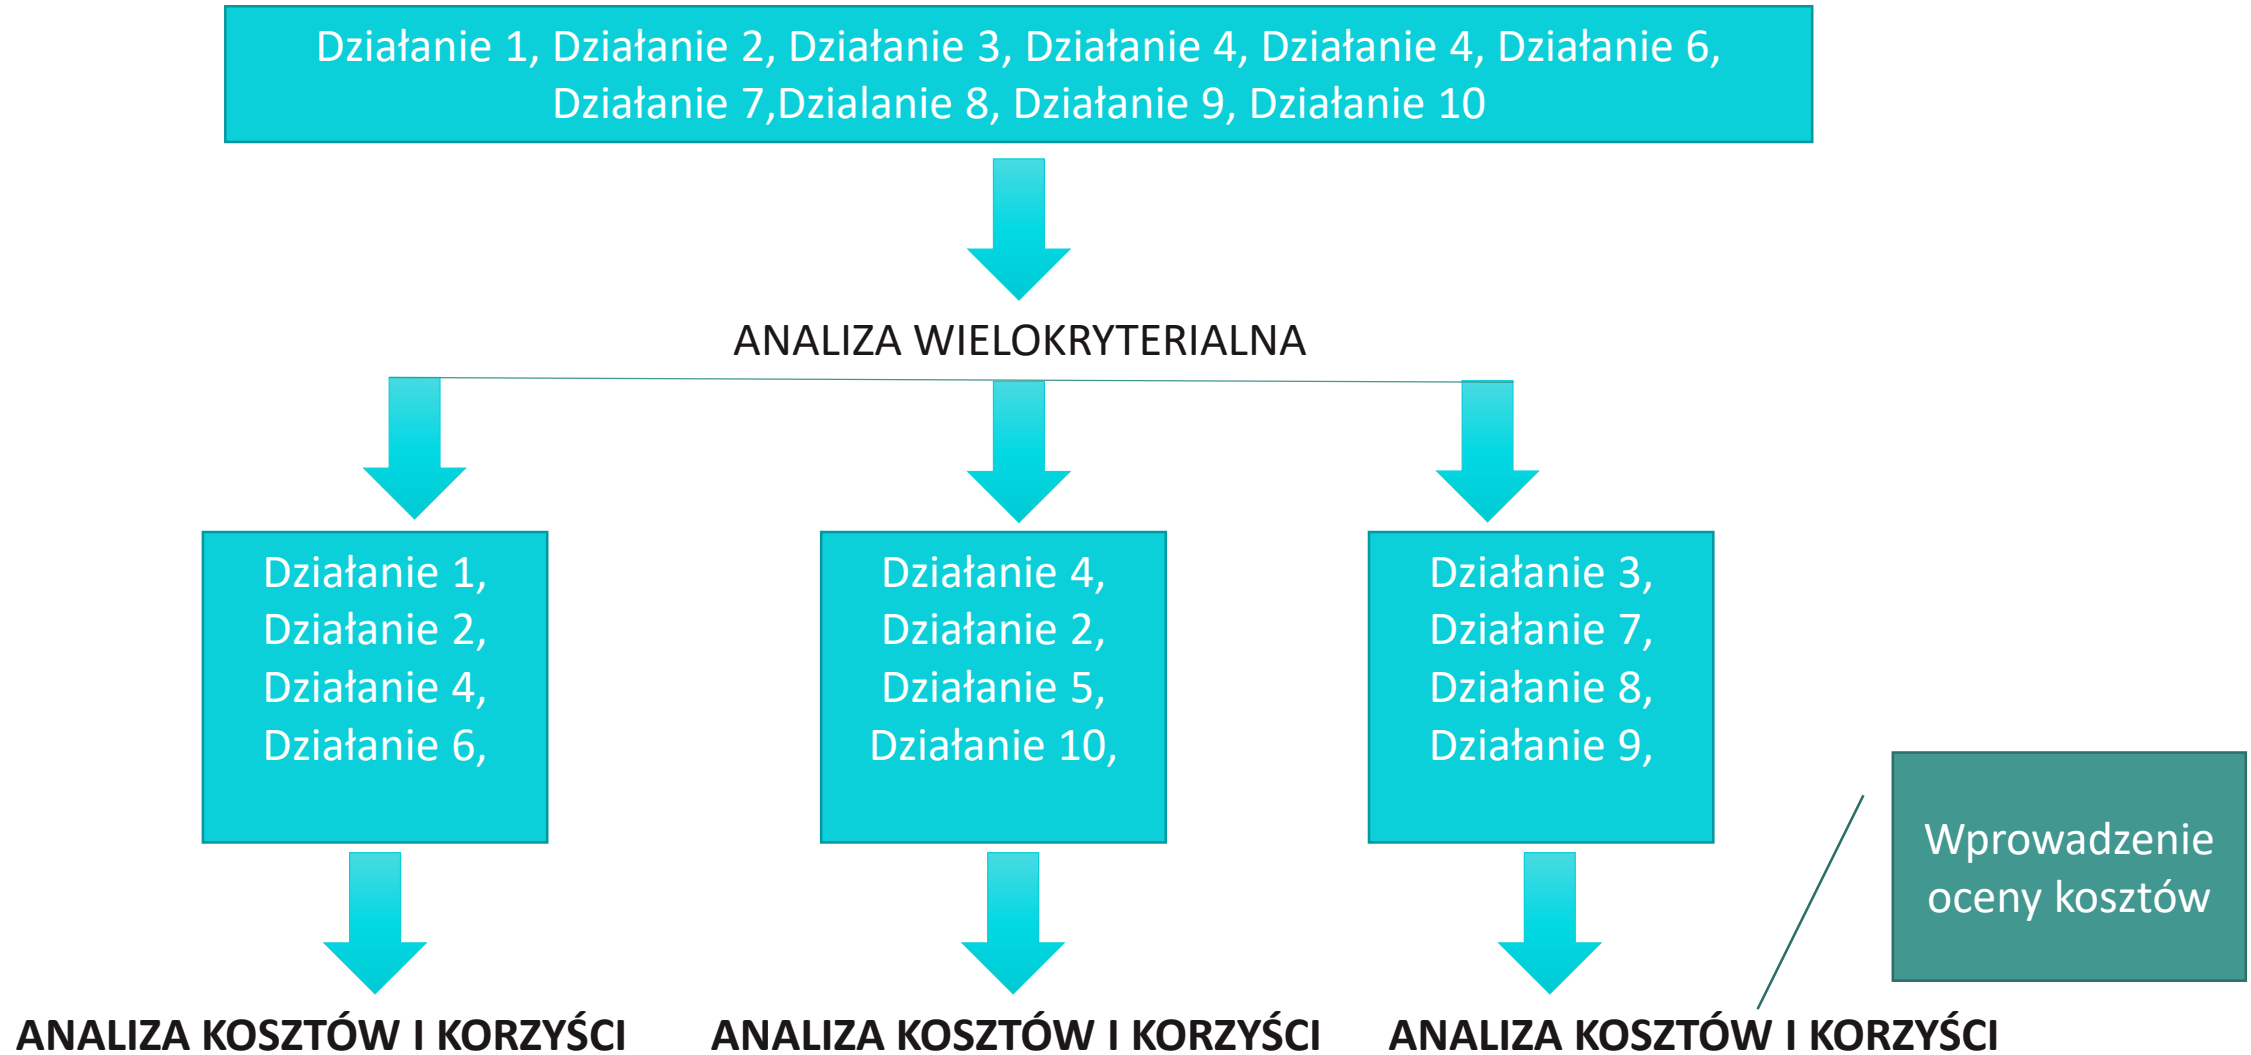 Działanie 1, Działanie 2, Działanie 3, Działanie 4, Działanie 4, Działanie 6,
Działanie 7,Dzialanie 8, Działanie 9, Działanie 10
ANALIZA WIELOKRYTERIALNA
Działanie 1,
Działanie 2,
Działanie 4,
Działanie 6,
Działanie 4,
Działanie 2,
Działanie 5,
Działanie 10,
Działanie 3,
Działanie 7,
Działanie 8,
Działanie 9,
Wprowadzenie
oceny kosztów
ANALIZA KOSZTÓW I KORZYŚCI
ANALIZA KOSZTÓW I KORZYŚCI
ANALIZA KOSZTÓW I KORZYŚCI